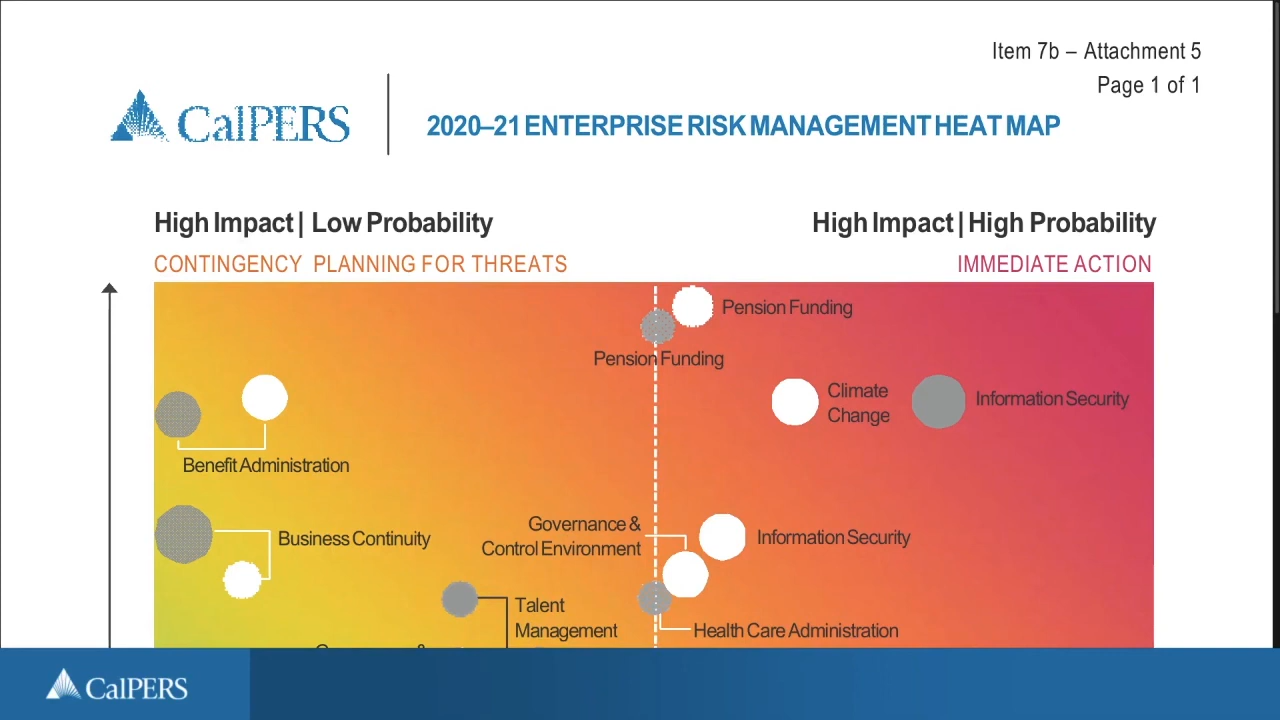 Item 7b – Attachment 5
Page 1 of 1
CalPERS
2020–21 ENTERPRISE RISK MANAGEMENT HEAT MAP
High Impact | Low Probability
High Impact | High Probability
CONTINGENCY PLANNING FOR THREATS
IMMEDIATE ACTION
Pension Funding
Pension Funding
Climate
Change
Information Security
Benefit Administration
Business Continuity
Governance &
Control Environment
Information Security
Talent
Management
Health Care Administration
CalPERS